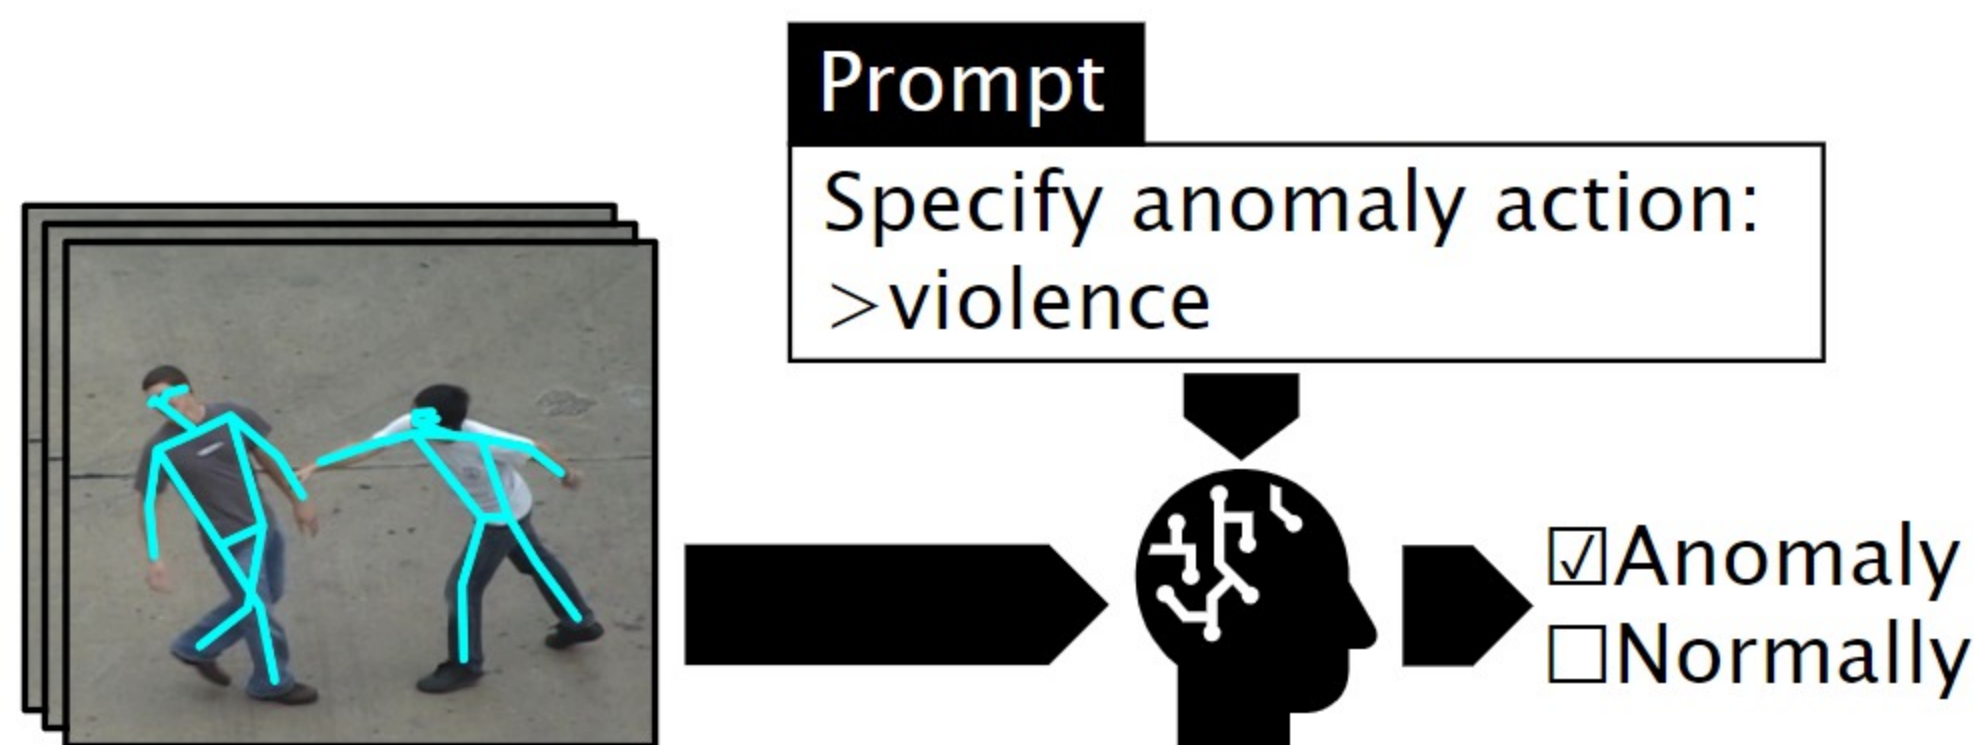 Prompt
Specify anomaly action:
>violence
☑Anomaly
☐Normally